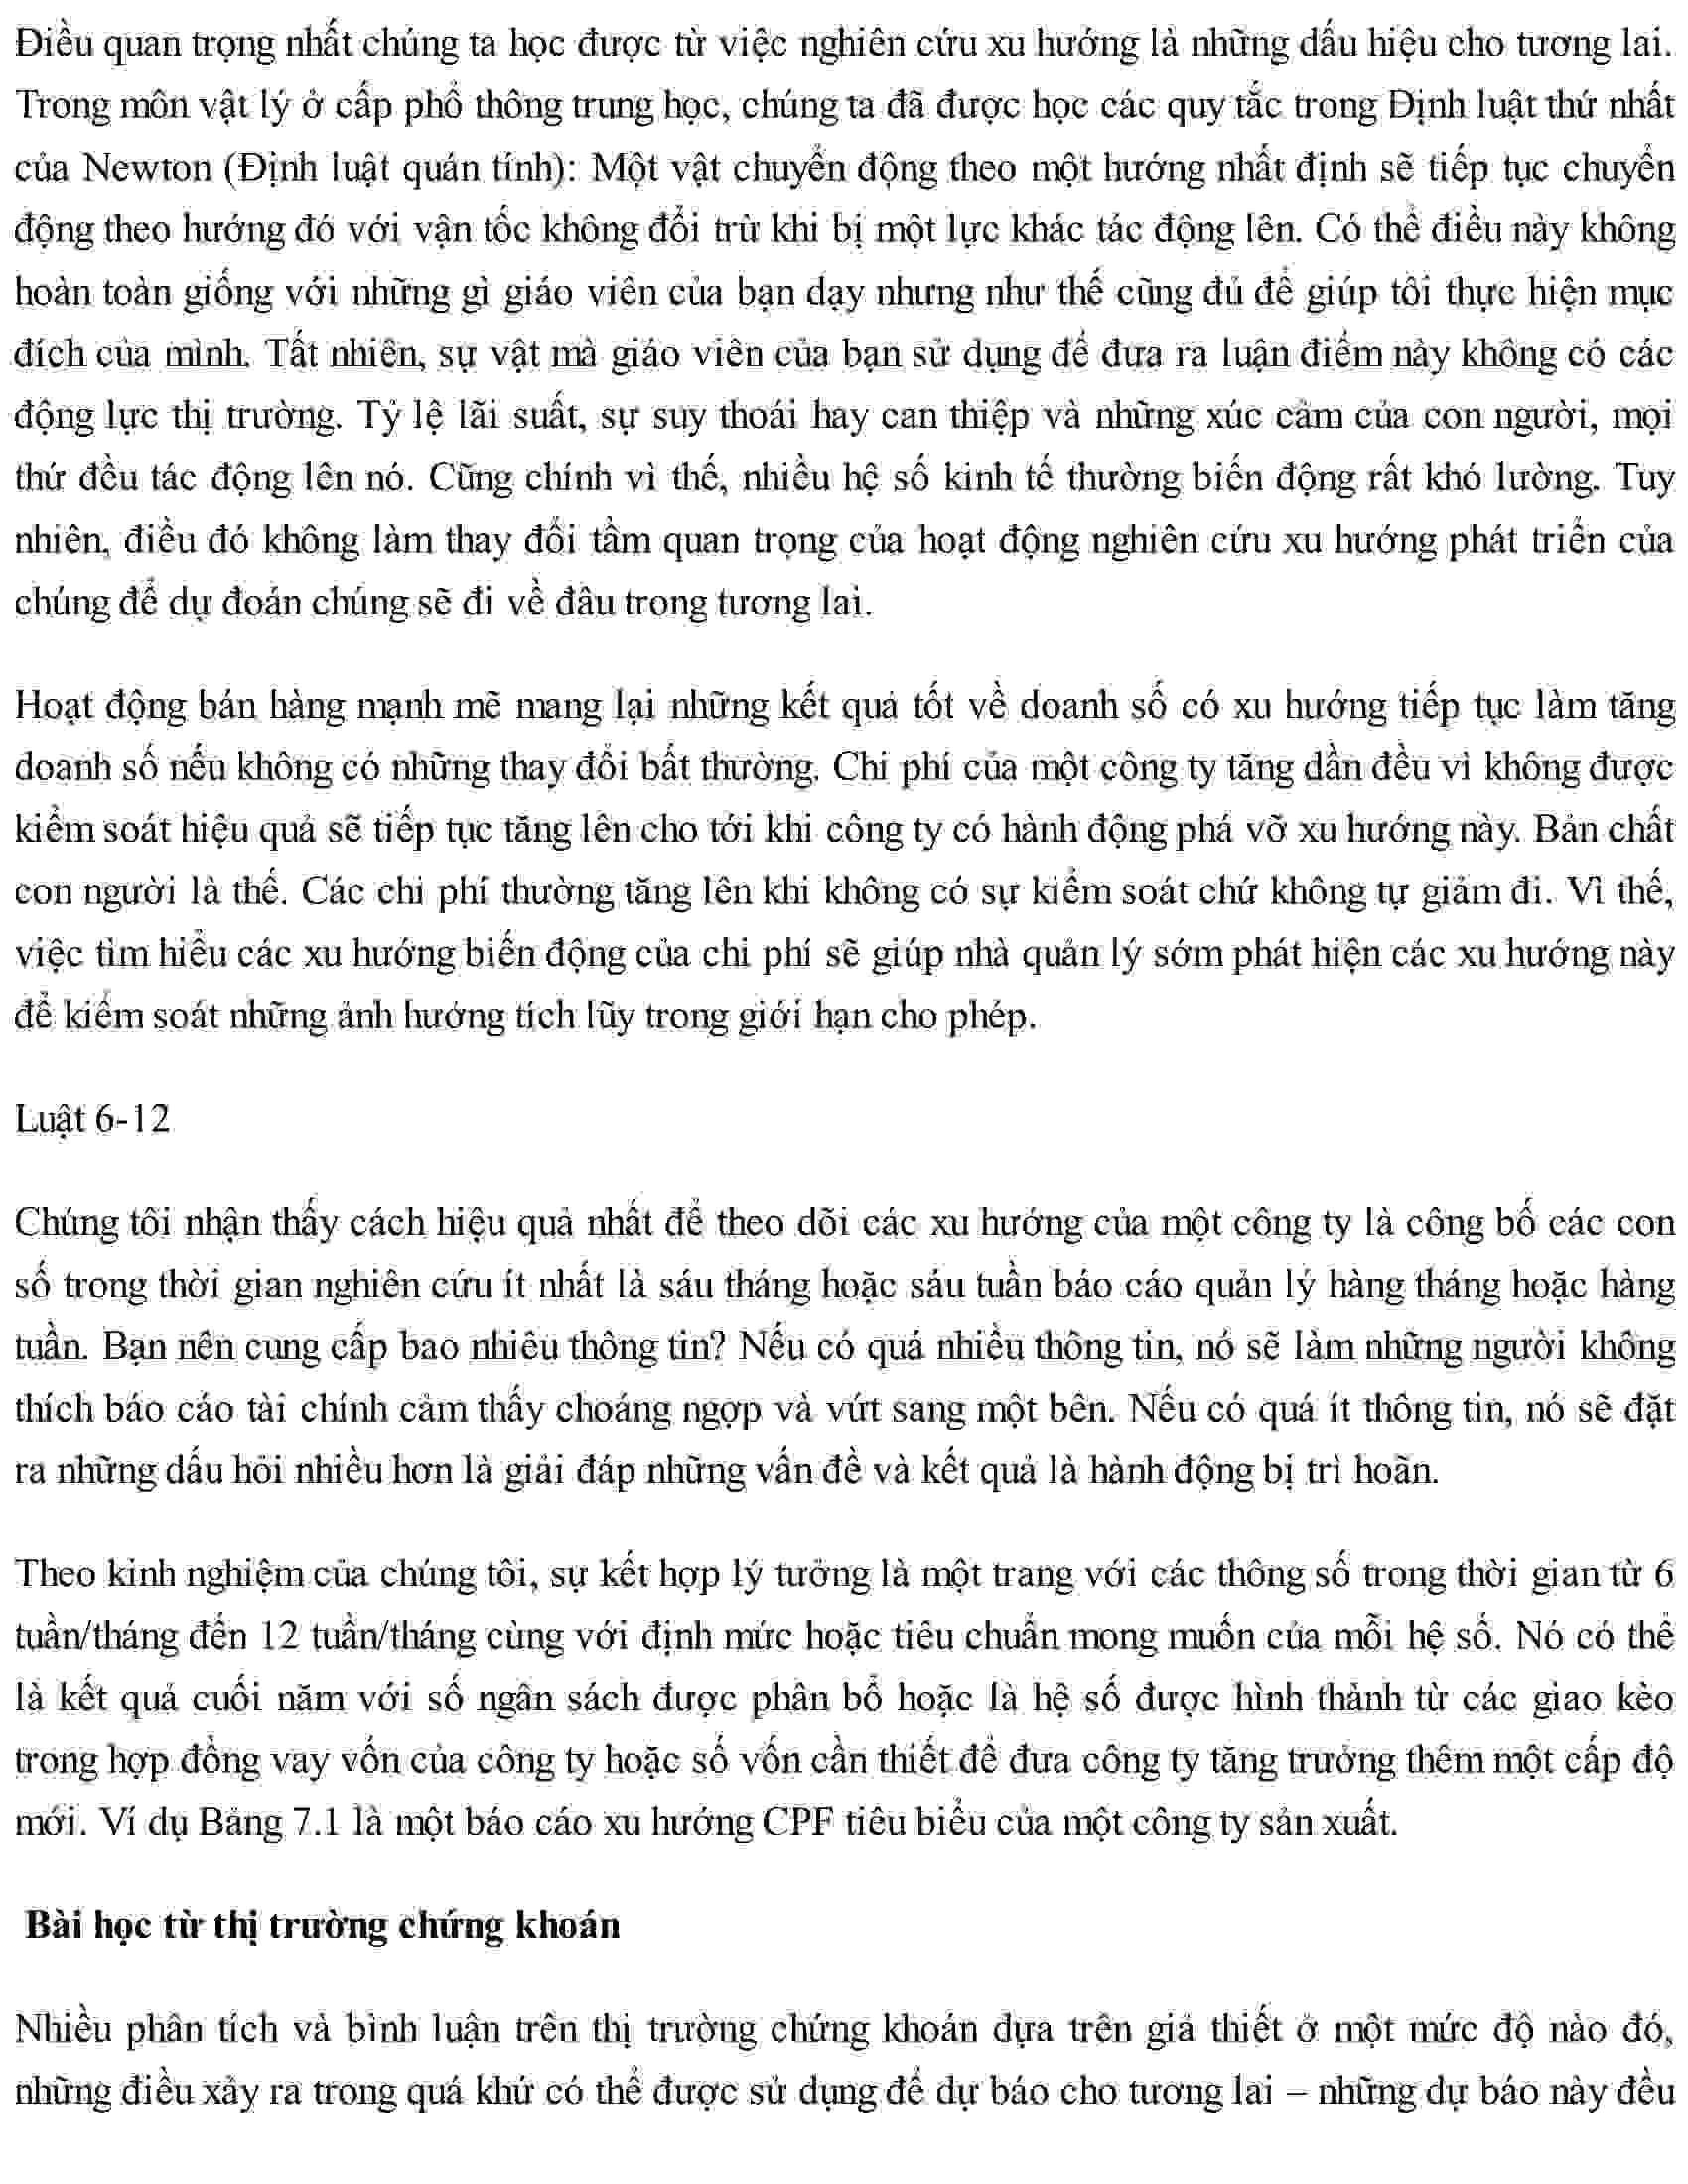 Điều quan trọng nhất chúng ta học được từ việc nghiên cứu xu hướng là những dấu hiệu cho tương lai.
Trong môn vật lý ở cấp phổ thông trung học, chúng ta đã được học các quy tắc trong Định luật thứ nhất
của Newton (Định luật quán tính): Một vật chuyển động theo một hướng nhất định sẽ tiếp tục chuyển
động theo hướng đó với vận tốc không đổi trừ khi bị một lực khác tác động lên. Có thể điều này không
hoàn toàn giống với những gì giáo viên của bạn dạy nhưng như thế cũng đủ để giúp tôi thực hiện mục
đích của mình. Tất nhiên, sự vật mà giáo viên của bạn sử dụng để đưa ra luận điểm này không có các
động lực thị trường. Tỷ lệ lãi suất, sự suy thoái hay can thiệp và những xúc cảm của con người, mọi
thứ đều tác động lên nó. Cũng chính vì thế, nhiều hệ số kinh tế thường biến động rất khó lường. Tuy
nhiên, điều đó không làm thay đổi tầm quan trọng của hoạt động nghiên cứu xu hướng phát triển của
chúng để dự đoán chúng sẽ đi về đâu trong tương lai.
Hoạt động bán hàng mạnh mẽ mang lại những kết quả tốt về doanh số có xu hướng tiếp tục làm tăng
doanh số nếu không có những thay đổi bất thường. Chi phí của một công ty tăng dần đều vì không được
kiểm soát hiệu quả sẽ tiếp tục tăng lên cho tới khi công ty có hành động phá vỡ xu hướng này. Bản chất
con người là thế. Các chi phí thường tăng lên khi không có sự kiểm soát chứ không tự giảm đi. Vì thế,
việc tìm hiểu các xu hướng biến động của chi phí sẽ giúp nhà quản lý sớm phát hiện các xu hướng này
để kiểm soát những ảnh hưởng tích lũy trong giới hạn cho phép.
Luật 6-12
Chúng tôi nhận thấy cách hiệu quả nhất để theo dõi các xu hướng của một công ty là công bố các con
số trong thời gian nghiên cứu ít nhất là sáu tháng hoặc sáu tuần báo cáo quản lý hàng tháng hoặc hàng
tuần. Bạn nên cung cấp bao nhiêu thông tin? Nếu có quá nhiều thông tin, nó sẽ làm những người không
thích báo cáo tài chính cảm thấy choáng ngợp và vứt sang một bên. Nếu có quá ít thông tin, nó sẽ đặt
ra những dấu hỏi nhiều hơn là giải đáp những vấn đề và kết quả là hành động bị trì hoãn.
Theo kinh nghiệm của chúng tôi, sự kết hợp lý tưởng là một trang với các thông số trong thời gian từ 6
tuần/tháng đến 12 tuần/tháng cùng với định mức hoặc tiêu chuẩn mong muốn của mỗi hệ số. Nó có thể
là kết quả cuối năm với số ngân sách được phân bổ hoặc là hệ số được hình thành từ các giao kèo
trong hợp đồng vay vốn của công ty hoặc số vốn cần thiết để đưa công ty tăng trưởng thêm một cấp độ
mới. Ví dụ Bảng 7.1 là một báo cáo xu hướng CPF tiêu biểu của một công ty sản xuất.
Bài học từ thị trường chứng khoán
Nhiều phân tích và bình luận trên thị trường chứng khoán dựa trên giả thiết ở một mức độ nào đó,
những điều xảy ra trong quá khứ có thể được sử dụng để dự báo cho tương lai – những dự báo này đều